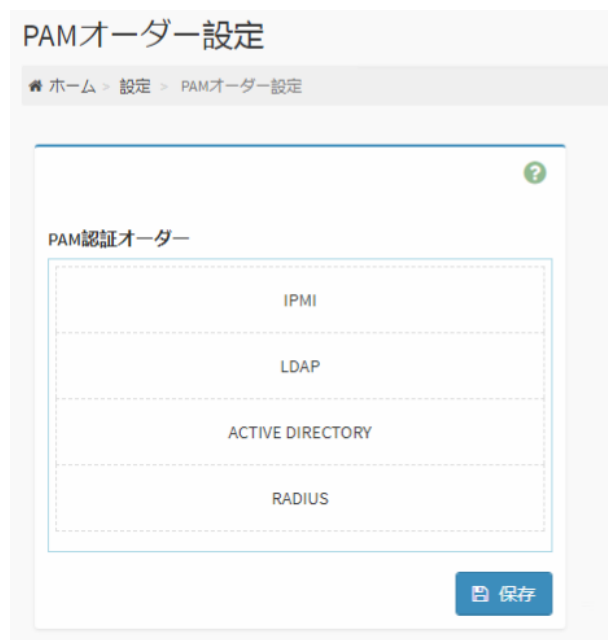 PAMオーダー設定
ホーム > 設定 > PAMオーダー設定
?
PAM認証オーダー
IPMI
LDAP
ACTIVE DIRECTORY
RADIUS
保存